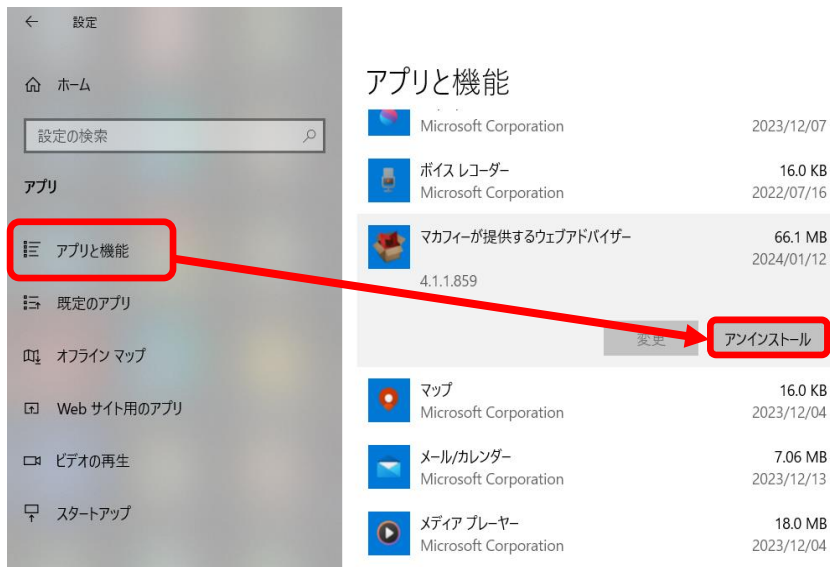 設定
ホーム
設定の検索
アプリ
アプリと機能
既定のアプリ
オフライン マップ
Web サイト用のアプリ
ビデオの再生
スタートアップ
アプリと機能
Microsoft Corporation 2023/12/07
ボイス レコーダー 16.0 KB
Microsoft Corporation 2022/07/16
マカフィーが提供するウェブアドバイザー 66.1 MB
2024/01/12
4.1.1.859
変更 アンインストール
マップ 16.0 KB
Microsoft Corporation 2023/12/04
メール/カレンダー 7.06 MB
Microsoft Corporation 2023/12/13
メディア プレーヤー 18.0 MB
Microsoft Corporation 2023/12/04